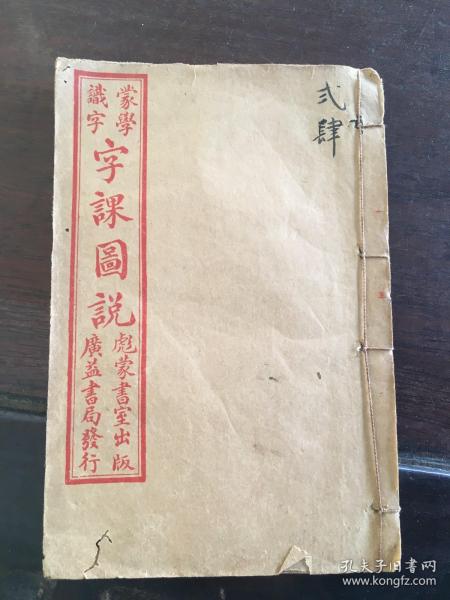 蒙學
識字
字課圖說
彪蒙書室出版
廣益書局發行
弍肆
孔夫子旧书网
www.kongfz.com